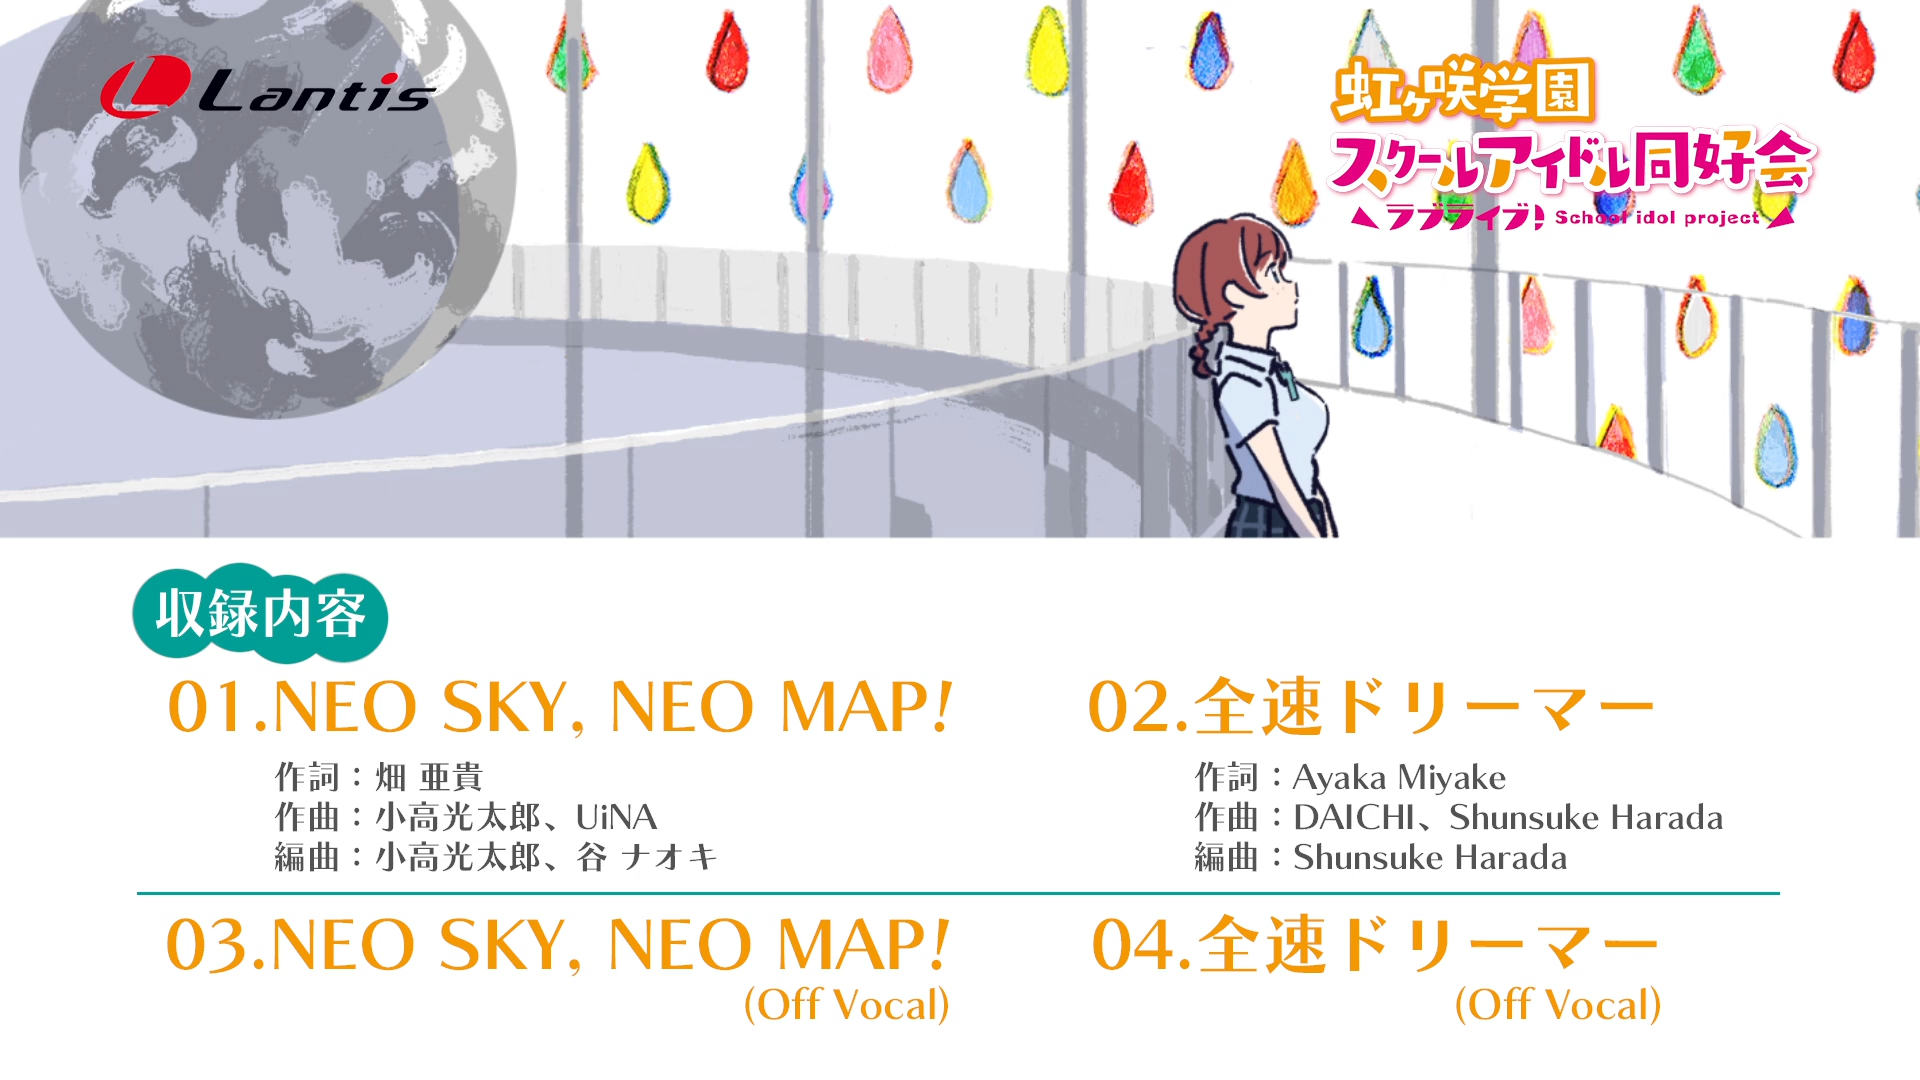 Lantis
虹ヶ咲学園
スクールアイドル同好会
ラブライブ! School idol project
収録内容
01.NEO SKY, NEO MAP!
作詞：畑 亜貴
作曲：小高光太郎、UiNA
編曲：小高光太郎、谷 ナオキ
02.全速ドリーマー
作詞：Ayaka Miyake
作曲：DAICHI、Shunsuke Harada
編曲：Shunsuke Harada
03.NEO SKY, NEO MAP!
(Off Vocal)
04.全速ドリーマー
(Off Vocal)